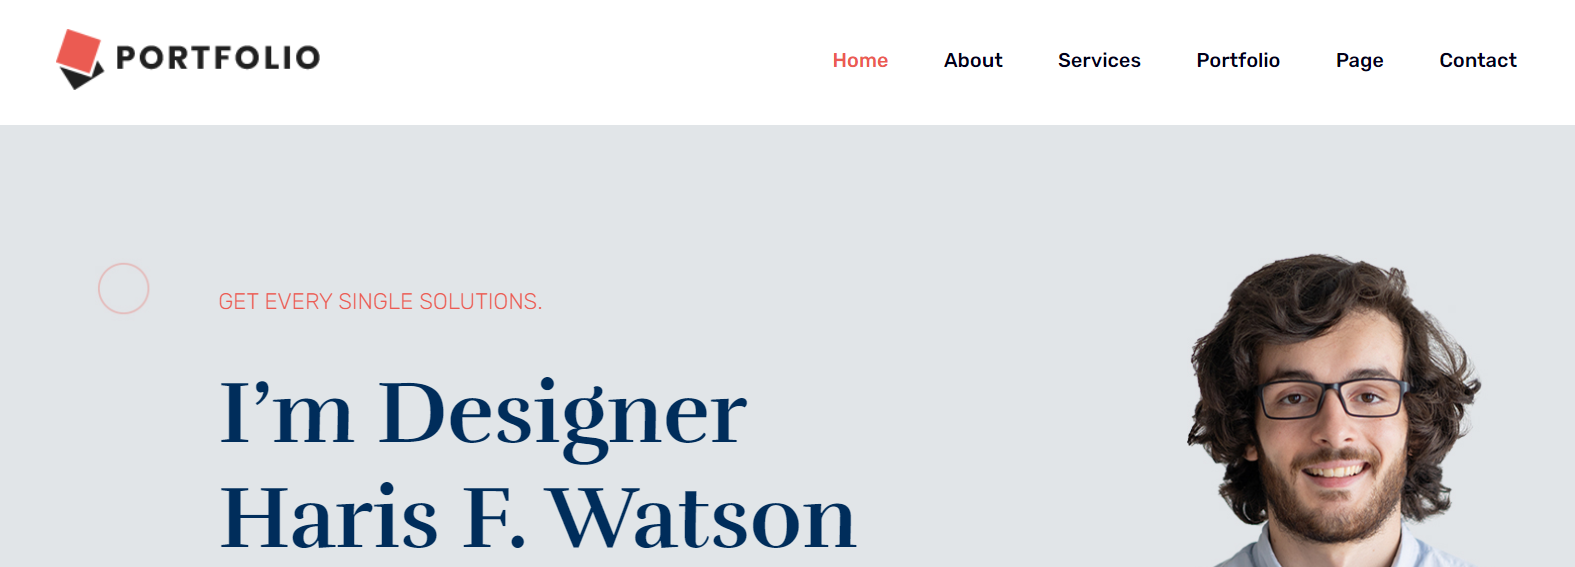 PORTFOLIO
Home About Services Portfolio Page Contact
GET EVERY SINGLE SOLUTIONS.
I’m Designer
Haris F. Watson